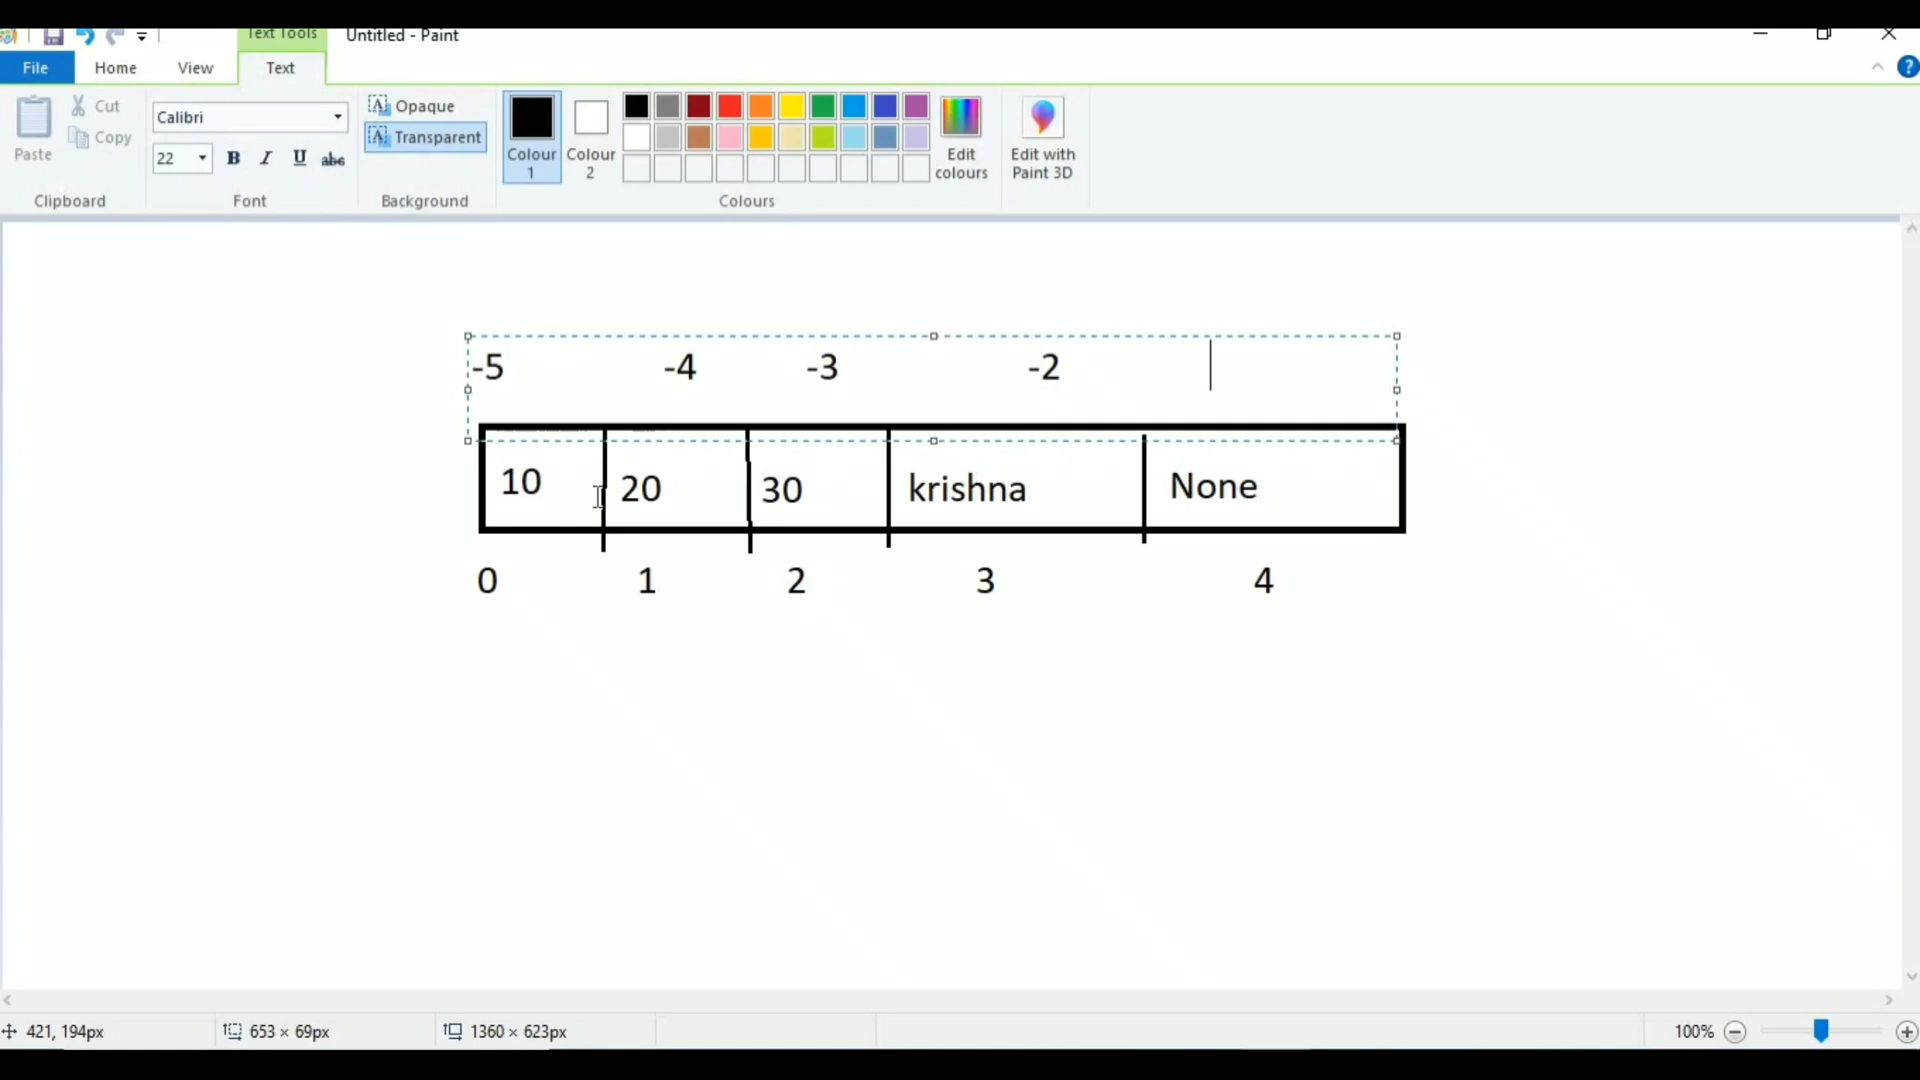 Text Tools Untitled - Paint
File Home View Text
Paste
Cut
Copy
Clipboard
Calibri
22 B I U abc
Font
Opaque
Transparent
Background
Colour 1
Colour 2
Edit colours
Colours
Edit with Paint 3D
-5 -4 -3 -2
10 20 30 krishna None
0 1 2 3 4
421, 194px 653 × 69px 1360 × 623px 100%